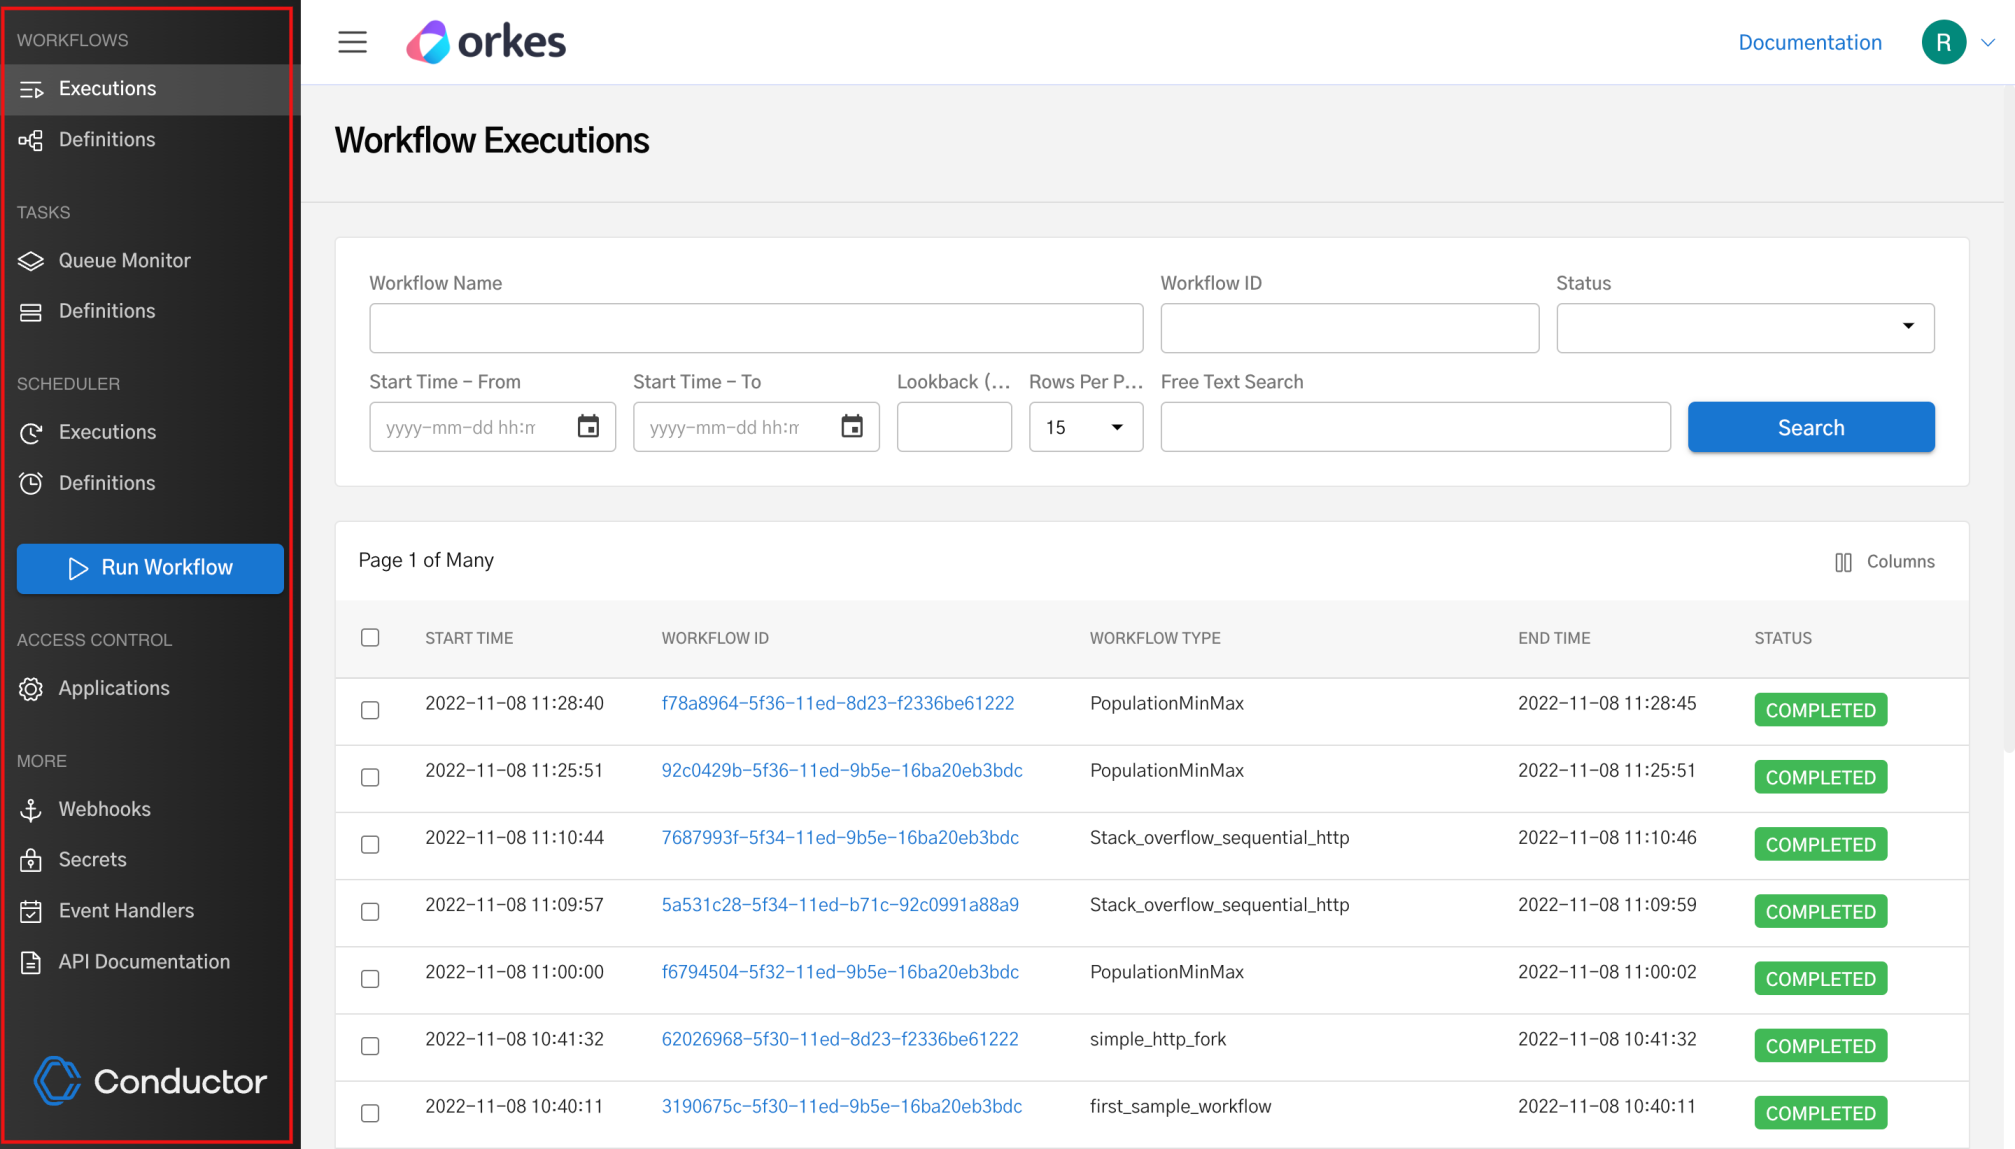 WORKFLOWS
Executions
Definitions
TASKS
Queue Monitor
Definitions
SCHEDULER
Executions
Definitions
Run Workflow
ACCESS CONTROL
Applications
MORE
Webhooks
Secrets
Event Handlers
API Documentation
Conductor
orkes
Documentation
R
Workflow Executions
Workflow Name
Workflow ID
Status
Start Time - From
Start Time - To
Lookback (...
Rows Per P...
Free Text Search
yyyy-mm-dd hh:m
yyyy-mm-dd hh:m
15
Search
Page 1 of Many
Columns
START TIME WORKFLOW ID WORKFLOW TYPE END TIME STATUS
2022-11-08 11:28:40 f78a8964-5f36-11ed-8d23-f2336be61222 PopulationMinMax 2022-11-08 11:28:45 COMPLETED
2022-11-08 11:25:51 92c0429b-5f36-11ed-9b5e-16ba20eb3bdc PopulationMinMax 2022-11-08 11:25:51 COMPLETED
2022-11-08 11:10:44 7687993f-5f34-11ed-9b5e-16ba20eb3bdc Stack_overflow_sequential_http 2022-11-08 11:10:46 COMPLETED
2022-11-08 11:09:57 5a531c28-5f34-11ed-b71c-92c0991a88a9 Stack_overflow_sequential_http 2022-11-08 11:09:59 COMPLETED
2022-11-08 11:00:00 f6794504-5f32-11ed-9b5e-16ba20eb3bdc PopulationMinMax 2022-11-08 11:00:02 COMPLETED
2022-11-08 10:41:32 62026968-5f30-11ed-8d23-f2336be61222 simple_http_fork 2022-11-08 10:41:32 COMPLETED
2022-11-08 10:40:11 3190675c-5f30-11ed-9b5e-16ba20eb3bdc first_sample_workflow 2022-11-08 10:40:11 COMPLETED